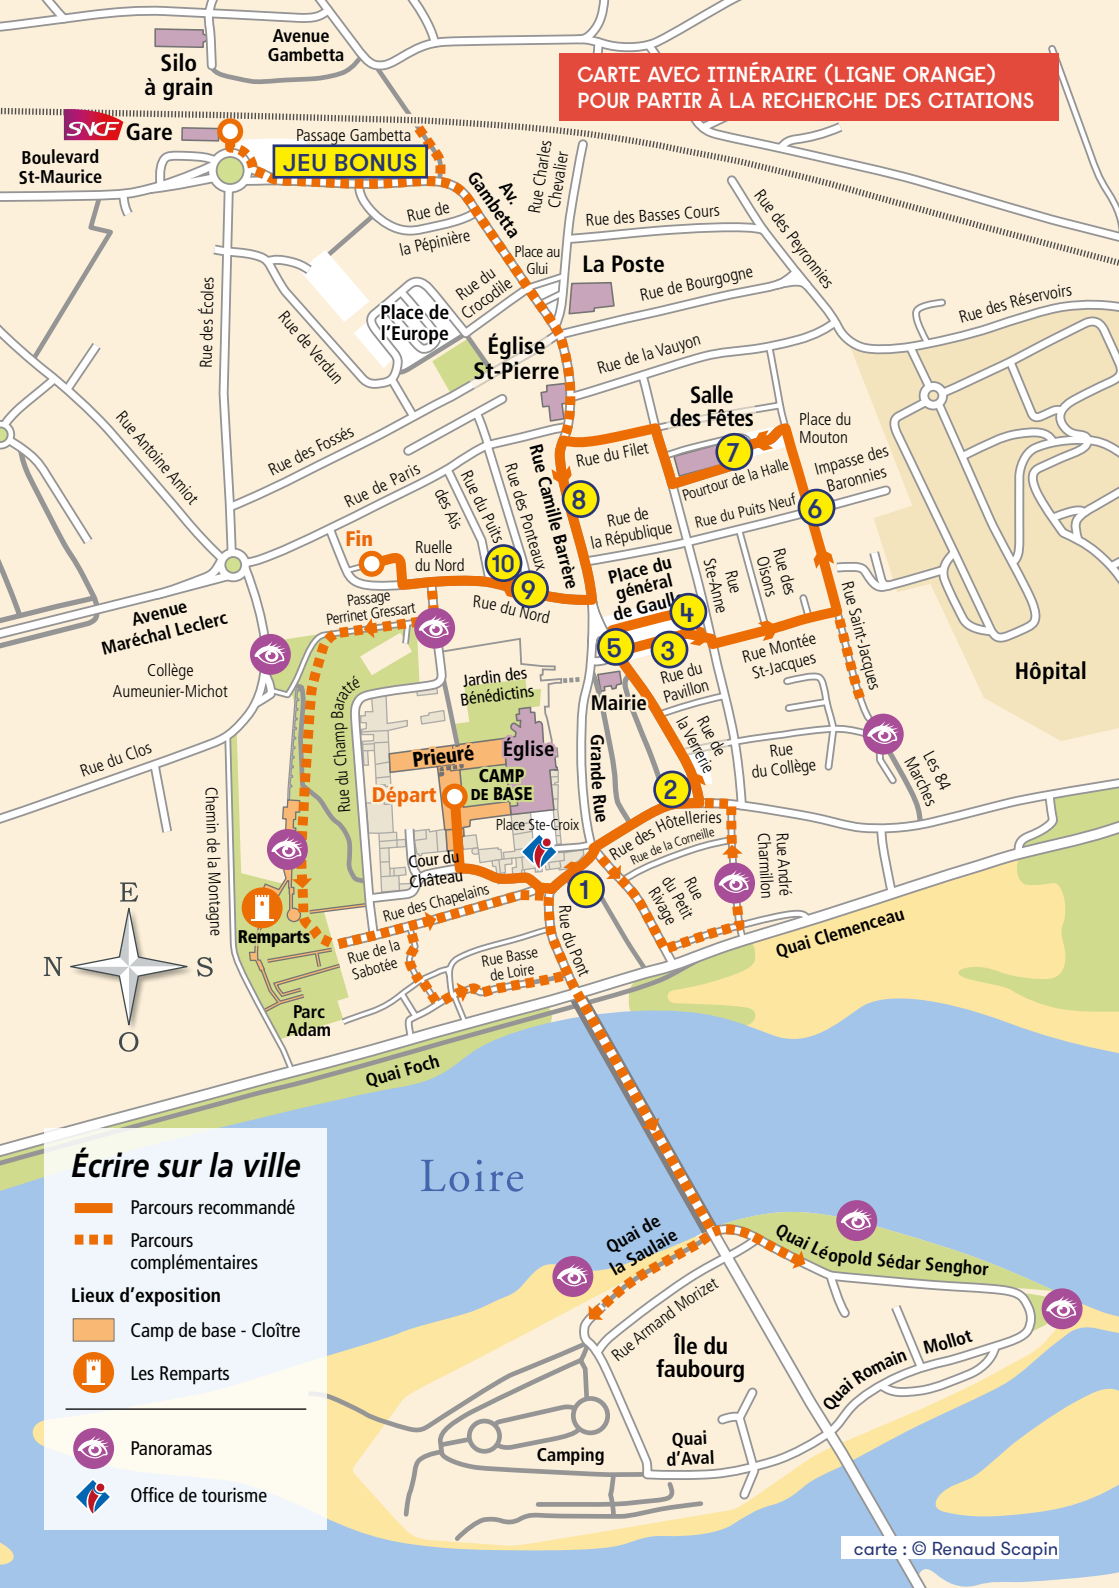 Avenue
Gambetta
Silo
à grain
CARTE AVEC ITINÉRAIRE (LIGNE ORANGE)
POUR PARTIR À LA RECHERCHE DES CITATIONS
SNCF
Gare
Passage Gambetta
JEU BONUS
Boulevard
St-Maurice
Av.
Gambetta
Rue Charles
Chevalier
Rue de
la Pépinière
Rue des Basses Cours
Rue des Peyronnies
Place au
Glui
La Poste
Rue du
Crocodile
Rue de Bourgogne
Rue des Réservoirs
Rue des Écoles
Rue de Verdun
Place de
l'Europe
Église
St-Pierre
Rue de la Vauyon
Salle
des Fêtes
Place du
Mouton
Rue Antoine Amiot
Rue des Fossés
Rue du Filet
7
Pourtour de la Halle
Impasse des
Baronnies
Rue de Paris
Rue Camille Barrère
8
Rue du Puits
des Ais
Rue des Ponteaux
Rue de
la République
Rue du Puits Neuf
6
Fin
Ruelle
du Nord
10
9
Rue du Nord
Place du
général
de Gaulle
4
Rue
Ste-Anne
Rue des
Oisons
Rue Saint-Jacques
Avenue
Maréchal Leclerc
Passage
Perrinet Gressart
5
3
Rue Montée
St-Jacques
Hôpital
Collège
Aumeunier-Michot
Jardin des
Bénédictins
Rue du
Pavillon
Mairie
Rue du Champ Baratté
Rue de
la Verrerie
Rue du Clos
Prieuré
Église
Grande Rue
Rue
du Collège
Les 84
Marches
Départ
CAMP
DE BASE
2
Chemin de la Montagne
Place Ste-Croix
Rue des Hôtelleries
Rue de la Corneille
Cour du
Château
1
Rue
du Petit
Rivage
Rue André
Charmillon
Rue des Chapelains
Remparts
E
N
S
O
Rue de la
Sabotée
Rue Basse
de Loire
Rue du Pont
Quai Clemenceau
Parc
Adam
Quai Foch
Loire
Écrire sur la ville
Parcours recommandé
Parcours
complémentaires
Lieux d'exposition
Camp de base - Cloître
Les Remparts
Panoramas
Office de tourisme
Quai de
la Saulaie
Quai Léopold Sédar Senghor
Rue Armand Morizet
Île du
faubourg
Quai Romain Mollot
Camping
Quai
d'Aval
carte : © Renaud Scapin